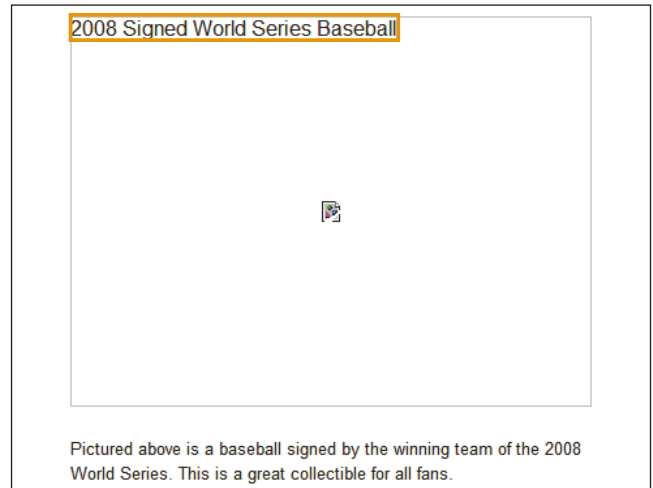 2008 Signed World Series Baseball
Pictured above is a baseball signed by the winning team of the 2008
World Series. This is a great collectible for all fans.